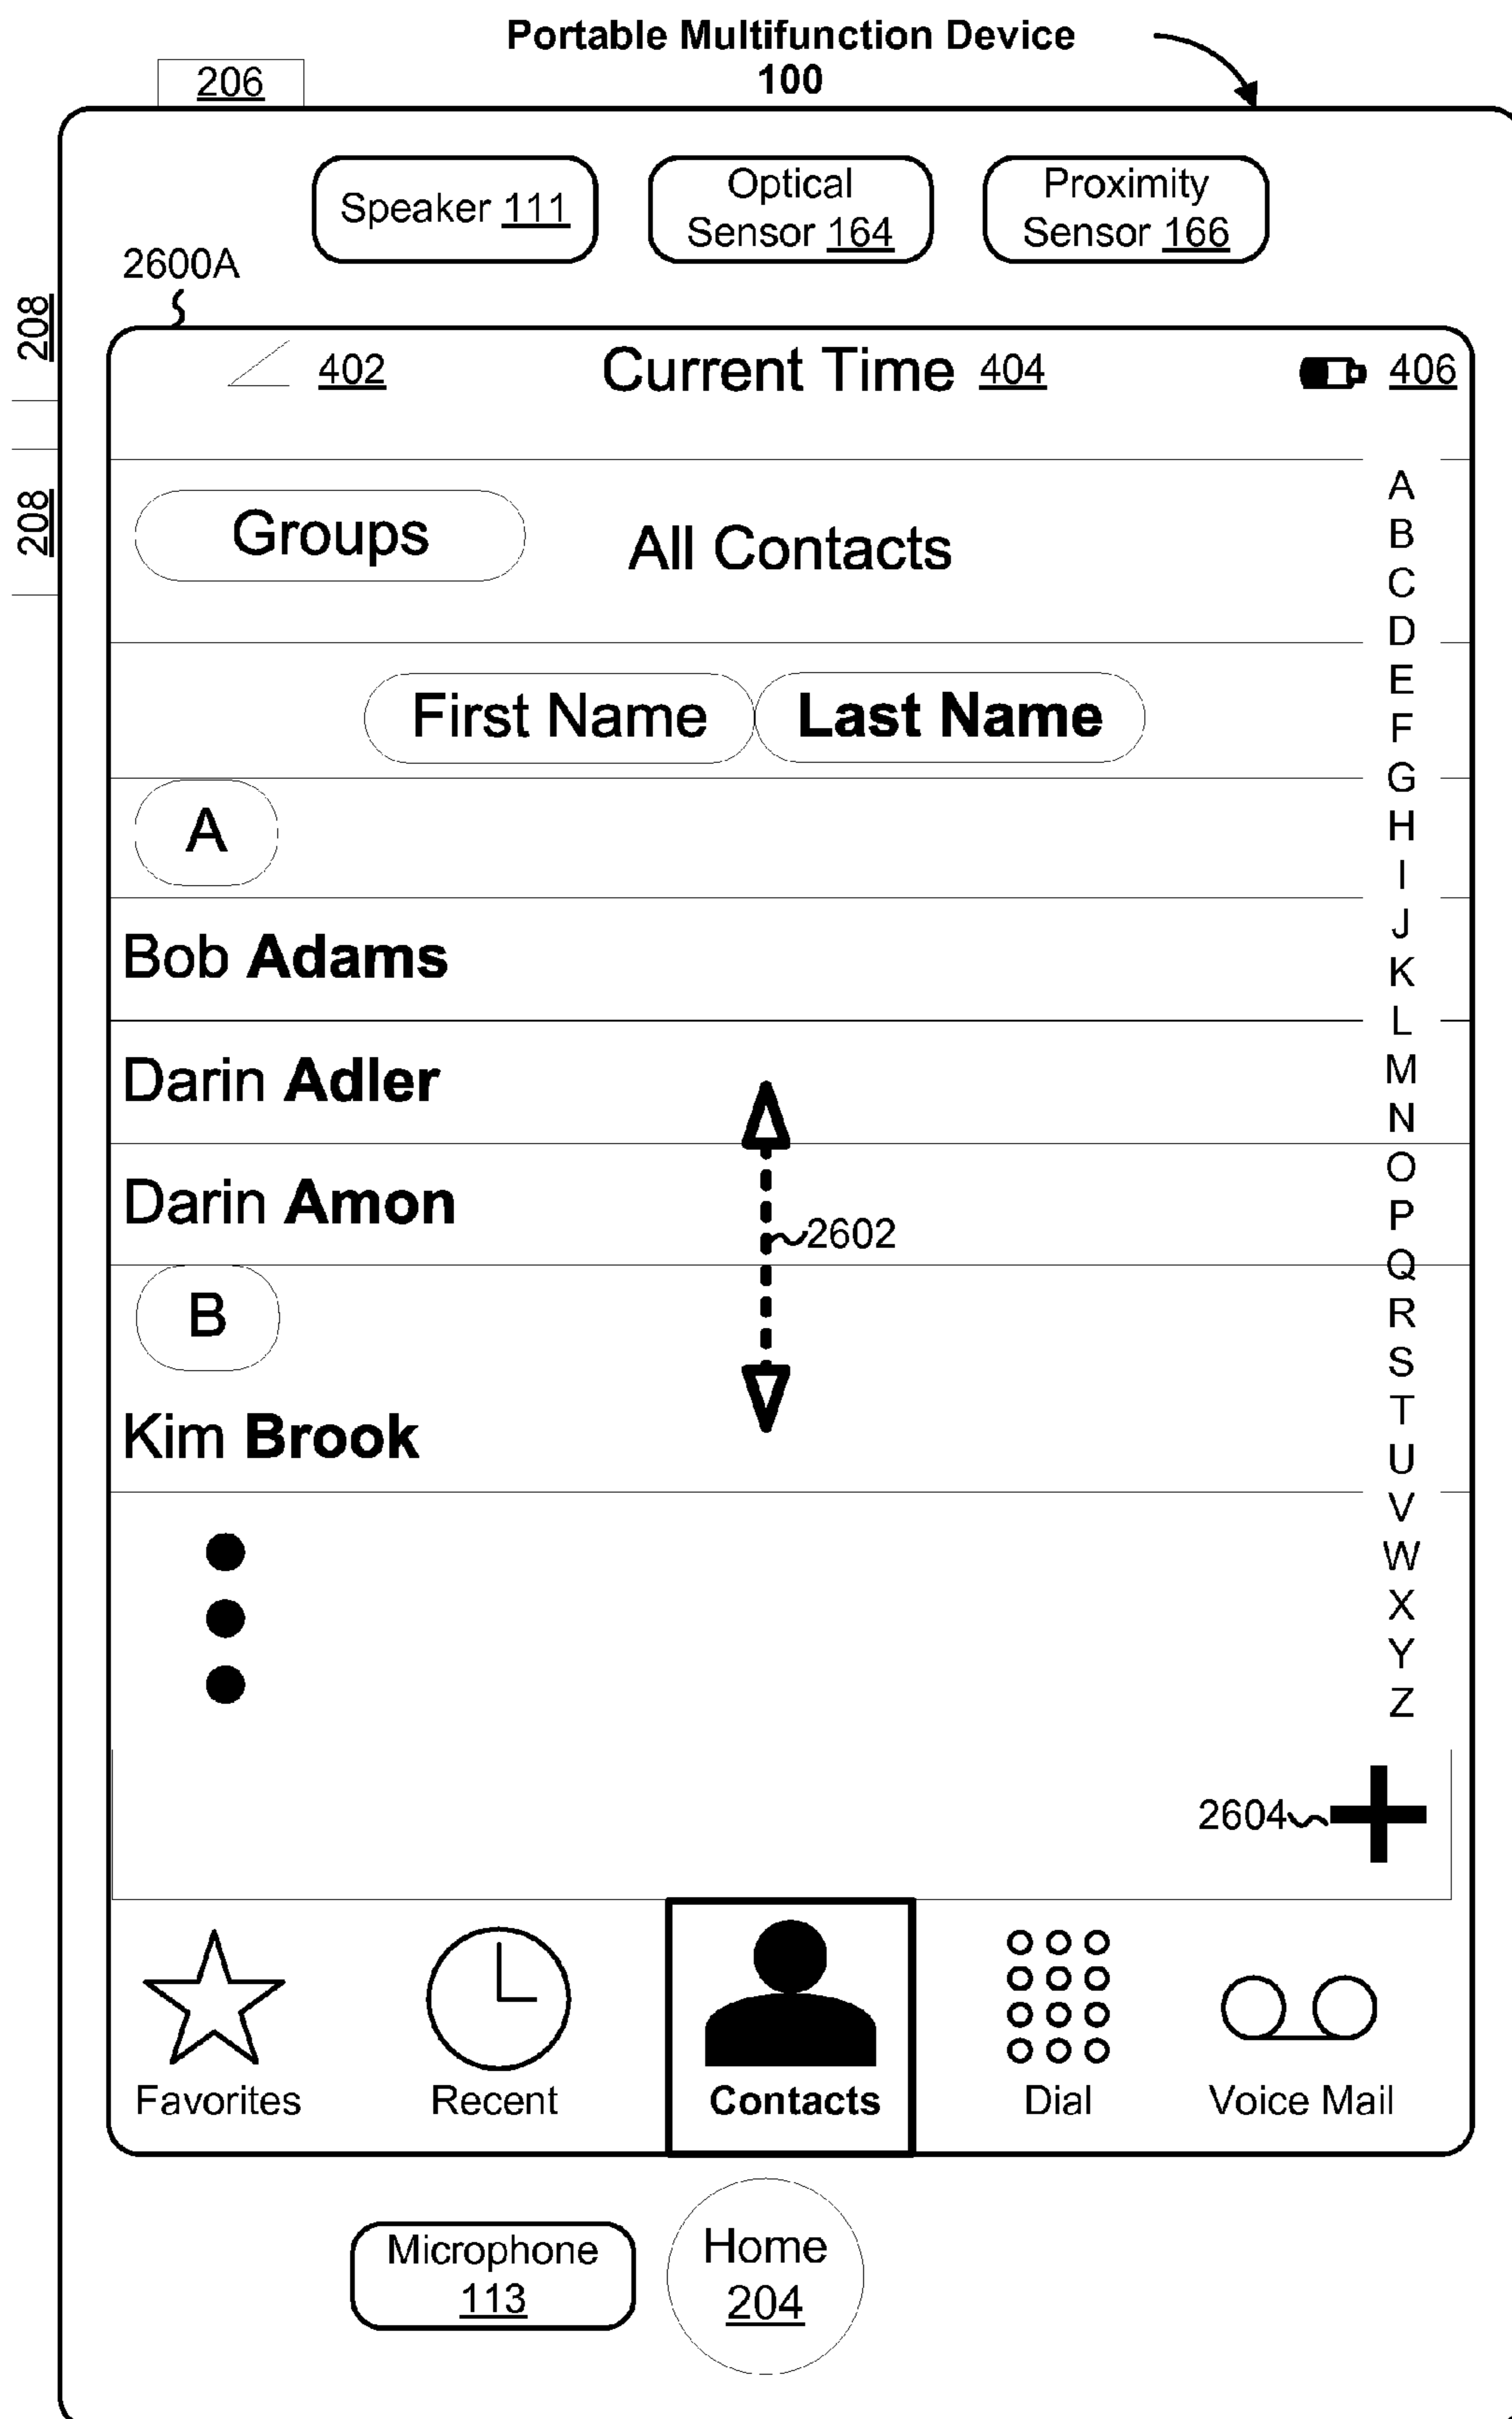 Portable Multifunction Device
100
206
Speaker 111
Optical
Sensor 164
Proximity
Sensor 166
2600A
208
208
402
Current Time 404
406
Groups
All Contacts
First Name
Last Name
A
Bob Adams
Darin Adler
Darin Amon
2602
B
Kim Brook
A
B
C
D
E
F
G
H
I
J
K
L
M
N
O
P
Q
R
S
T
U
V
W
X
Y
Z
2604
Favorites
Recent
Contacts
Dial
Voice Mail
Microphone
113
Home
204